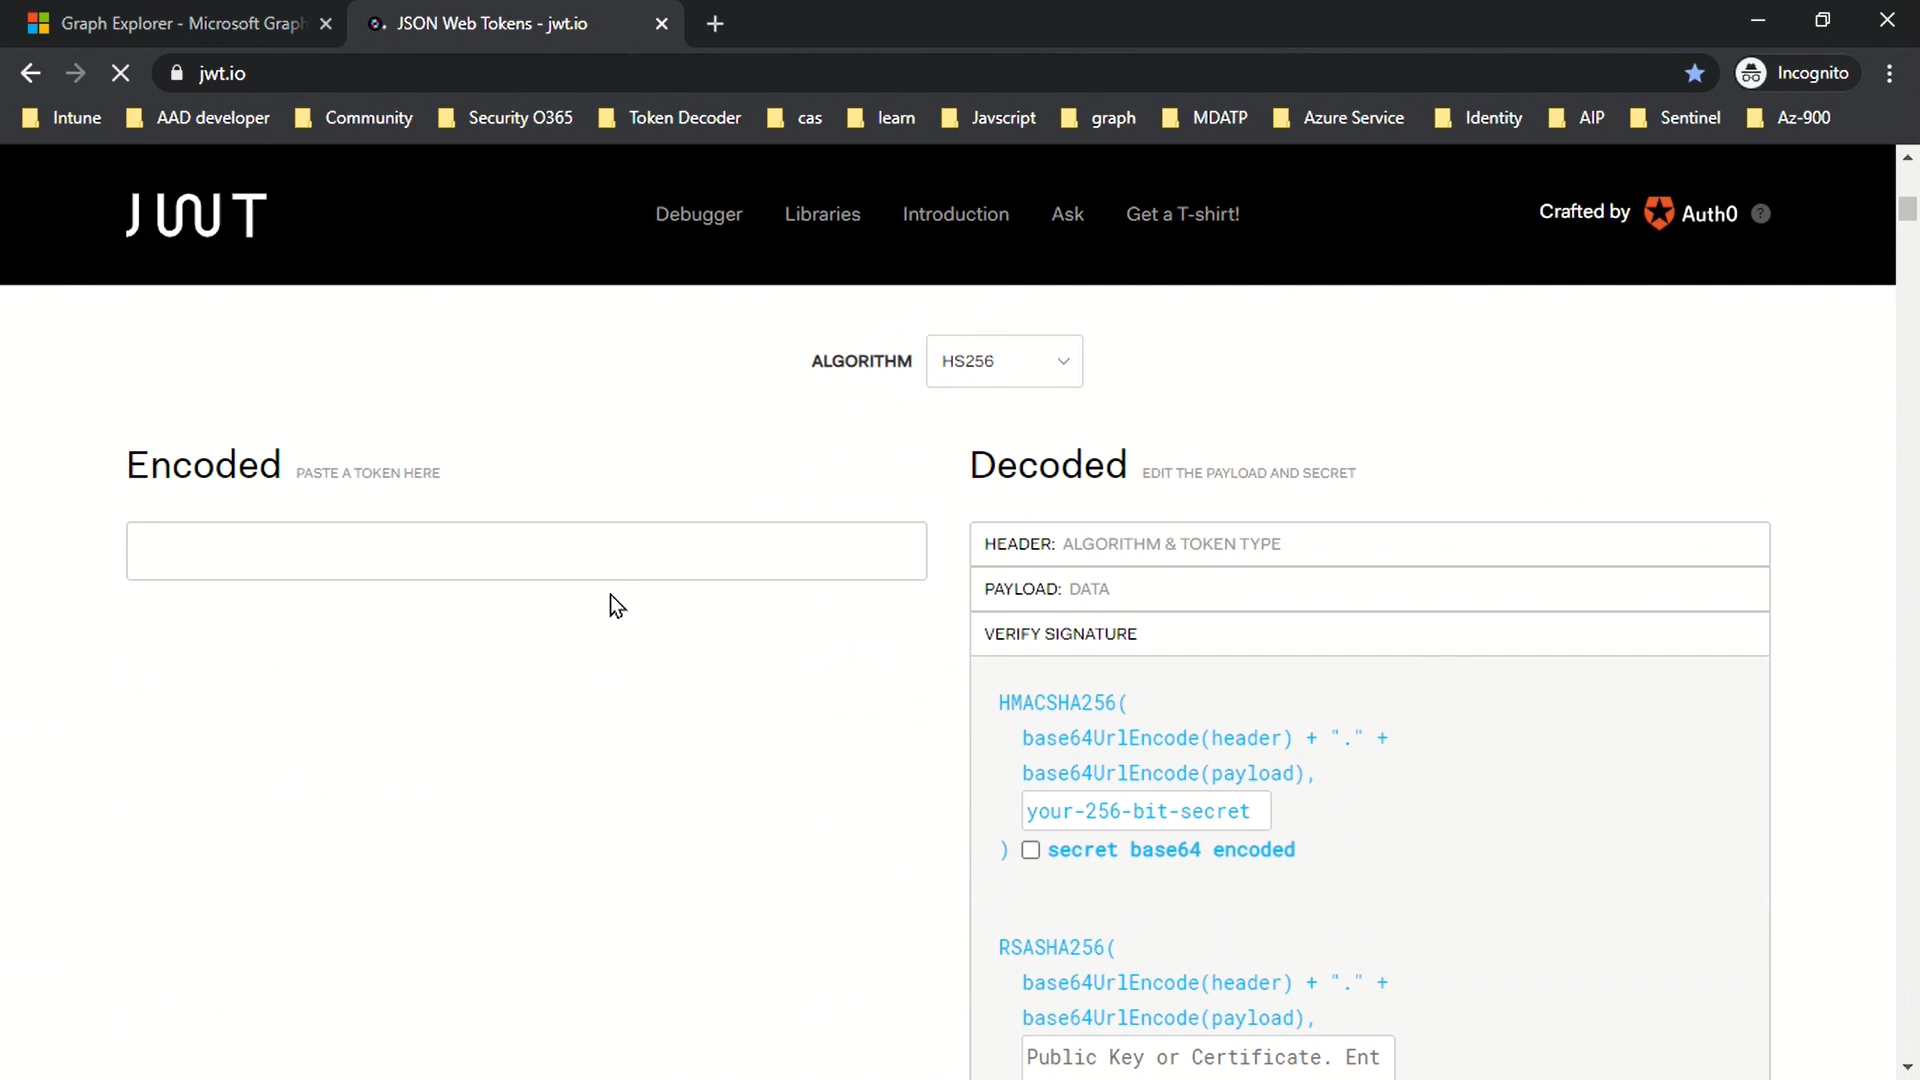 Graph Explorer - Microsoft Graph
JSON Web Tokens - jwt.io
jwt.io
Incognito
Intune
AAD developer
Community
Security O365
Token Decoder
cas
learn
Javscript
graph
MDATP
Azure Service
Identity
AIP
Sentinel
Az-900
JWT
Debugger
Libraries
Introduction
Ask
Get a T-shirt!
Crafted by Auth0 ?
ALGORITHM HS256
Encoded PASTE A TOKEN HERE
Decoded EDIT THE PAYLOAD AND SECRET
HEADER: ALGORITHM & TOKEN TYPE
PAYLOAD: DATA
VERIFY SIGNATURE
HMACSHA256(
base64UrlEncode(header) + "." +
base64UrlEncode(payload),
your-256-bit-secret
) secret base64 encoded
RSASHA256(
base64UrlEncode(header) + "." +
base64UrlEncode(payload),
Public Key or Certificate. Ent